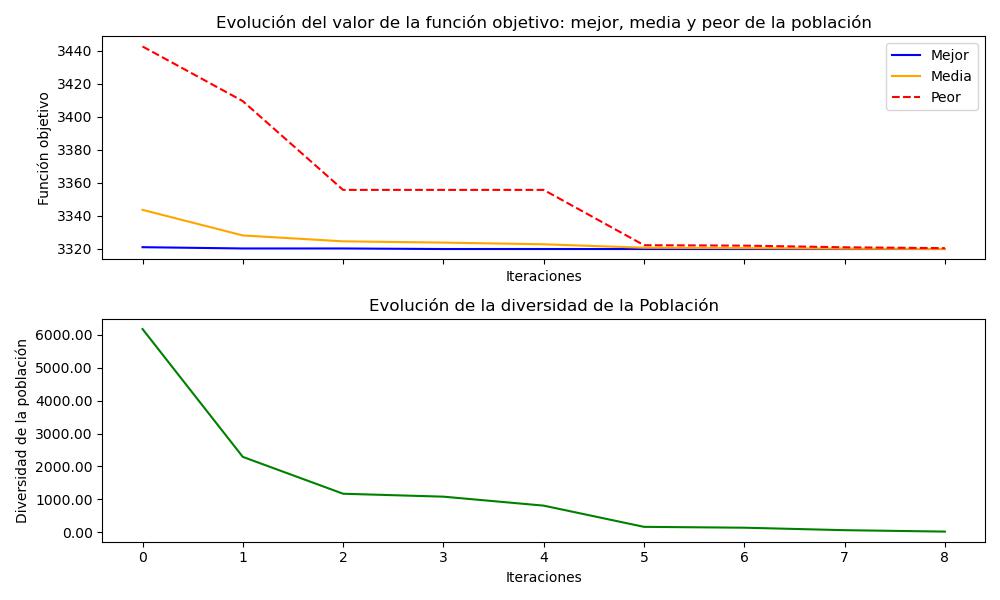 Evolución del valor de la función objetivo: mejor, media y peor de la población
3440
3420
3400
3380
3360
3340
3320
Función objetivo
Mejor
Media
Peor
Iteraciones
Evolución de la diversidad de la Población
6000.00
5000.00
4000.00
3000.00
2000.00
1000.00
0.00
Diversidad de la población
0 1 2 3 4 5 6 7 8
Iteraciones